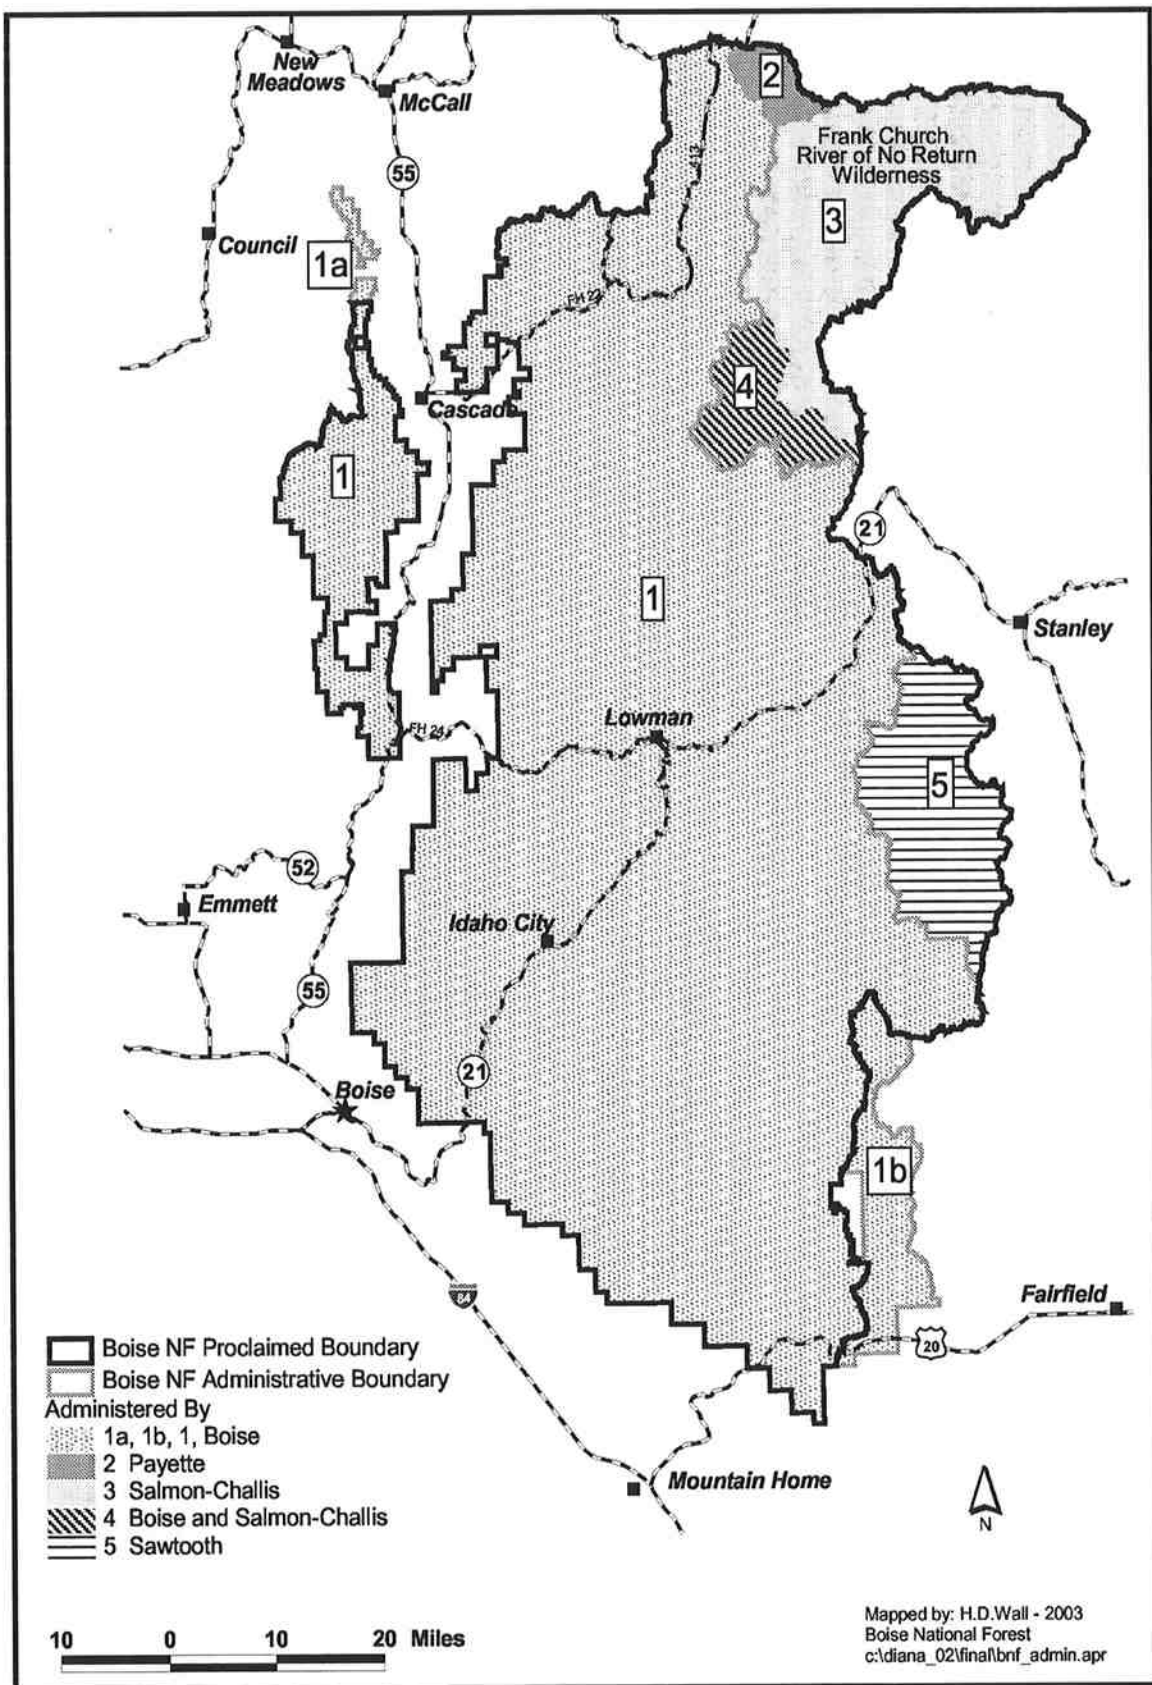 New
Meadows
McCall
2
413
Frank Church
River of No Return
Wilderness
55
3
Council
1a
FH 22
4
Cascade
1
21
1
Stanley
Lowman
FH 24
5
52
Emmett
Idaho City
55
21
Boise
1b
84
Fairfield
20
Boise NF Proclaimed Boundary
Boise NF Administrative Boundary
Administered By
1a, 1b, 1, Boise
2 Payette
3 Salmon-Challis
4 Boise and Salmon-Challis
5 Sawtooth
Mountain Home
N
10 0 10 20 Miles
Mapped by: H.D.Wall - 2003
Boise National Forest
c:\diana_02\final\bnf_admin.apr